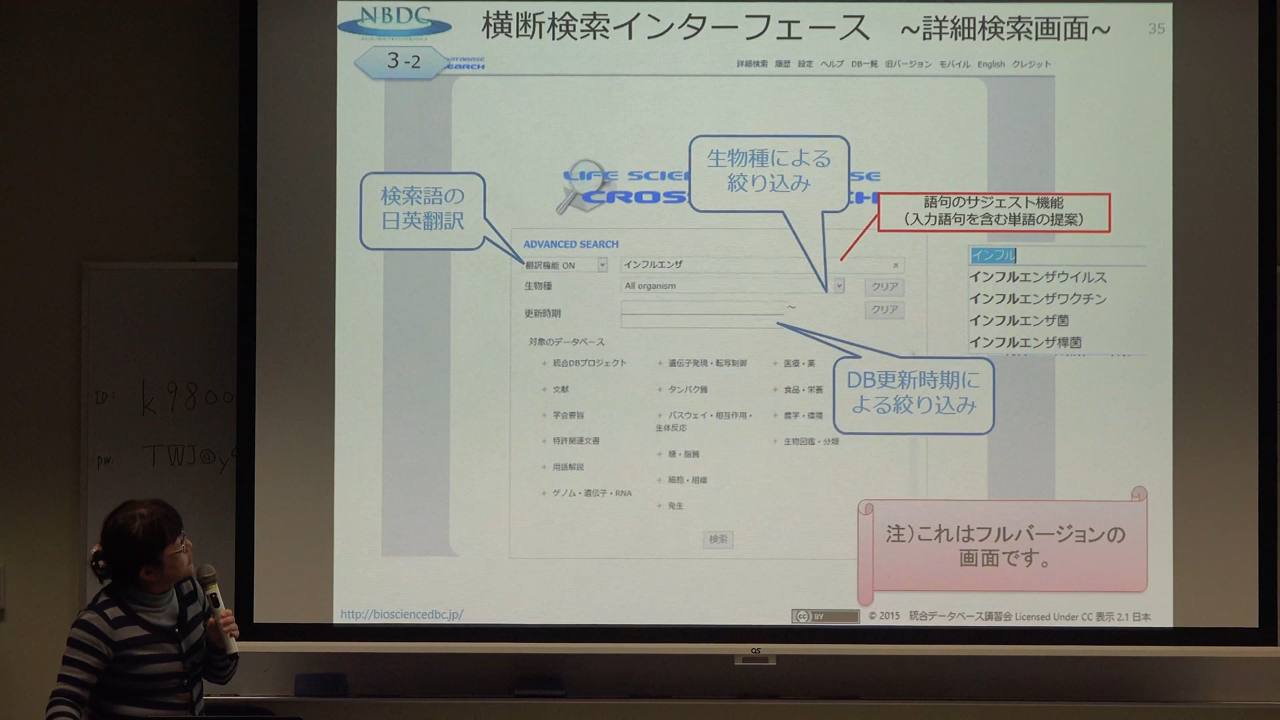 NBDC
横断検索インターフェース ~詳細検索画面~
35
3-2
詳細検索 履歴 設定 ヘルプ DB一覧 旧バージョン モバイル English クレジット
生物種による
絞り込み
検索語の
日英翻訳
語句のサジェスト機能
(入力語句を含む単語の提案)
ADVANCED SEARCH
翻訳機能 ON インフルエンザ
生物種 All organism クリア
更新時期 ～ クリア
インフル
インフルエンザウイルス
インフルエンザワクチン
インフルエンザ菌
インフルエンザ桿菌
対象のデータベース
+ 統合DBプロジェクト + 遺伝子発現・転写制御 + 医療・薬
+ 文献 + タンパク質 + 食品・栄養
+ 学会要旨 + パスウェイ・相互作用・
生体反応 + 農学・環境
+ 特許関連文書 + 糖・脂質 + 生物図鑑・分類
+ 用語解説 + 細胞・組織
+ ゲノム・遺伝子・RNA + 発生
DB更新時期に
よる絞り込み
検索
注)これはフルバージョンの
画面です。
http://biosciencedbc.jp/
cc BY
© 2015 統合データベース講習会 Licensed Under CC 表示 2.1 日本
ID: k9800
pw: TWJ@y
OS